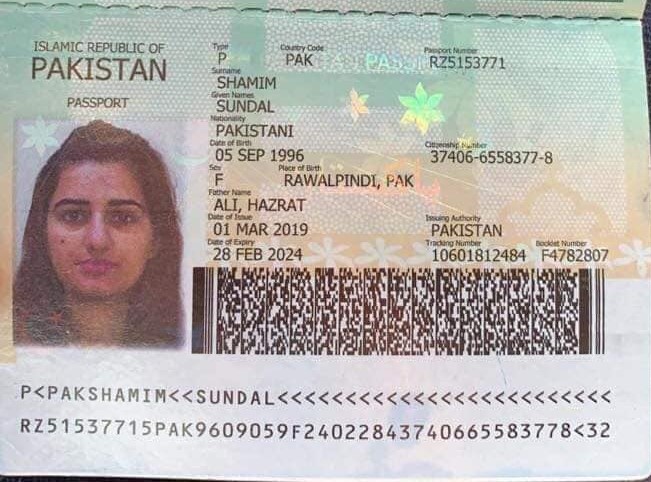 ISLAMIC REPUBLIC OF
PAKISTAN
PASSPORT
Type Country Code Passport Number
P PAK RZ5153771
Surname
SHAMIM
Given Names
SUNDAL
Nationality
PAKISTANI
Date of Birth Citizenship Number
05 SEP 1996 37406-6558377-8
Sex Place of Birth
F RAWALPINDI, PAK
Father Name
ALI, HAZRAT
Date of Issue Issuing Authority
01 MAR 2019 PAKISTAN
Date of Expiry Tracking Number Booklet Number
28 FEB 2024 10601812484 F4782807
P<PAKSHAMIM<<SUNDAL<<<<<<<<<<<<<<<<<<<<<<<<<
RZ51537715PAK9609059F24022843740665583778<32